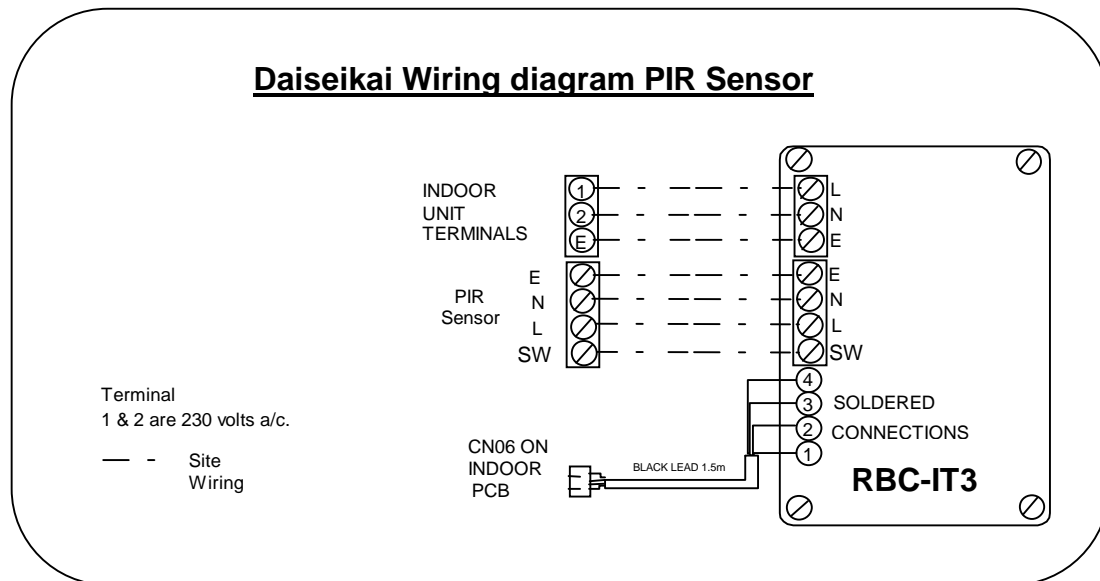 Daiseikai Wiring diagram PIR Sensor
INDOOR
UNIT
TERMINALS
1
2
E
L
N
E
PIR
Sensor
E
N
L
SW
E
N
L
SW
4
3 SOLDERED
2 CONNECTIONS
1
Terminal
1 & 2 are 230 volts a/c.
Site
Wiring
CN06 ON
INDOOR
PCB
BLACK LEAD 1.5m
RBC-IT3